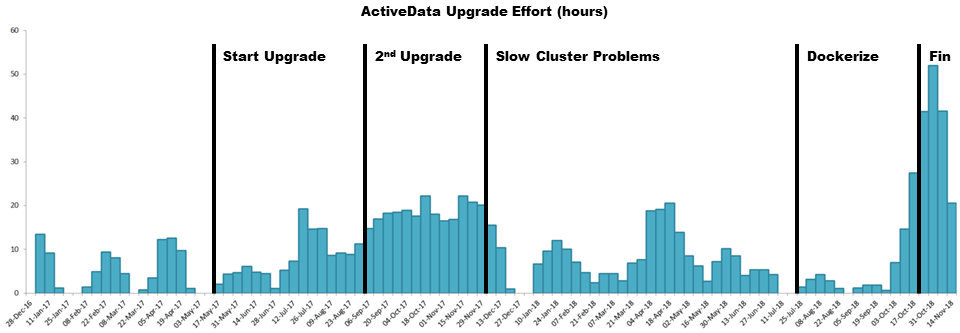 ActiveData Upgrade Effort (hours)
60
50
40
30
20
10
0
Start Upgrade
2nd Upgrade
Slow Cluster Problems
Dockerize
Fin
28-Dec-16
11-Jan-17
25-Jan-17
08-Feb-17
22-Feb-17
08-Mar-17
22-Mar-17
05-Apr-17
19-Apr-17
03-May-17
17-May-17
31-May-17
14-Jun-17
28-Jun-17
12-Jul-17
26-Jul-17
09-Aug-17
23-Aug-17
06-Sep-17
20-Sep-17
04-Oct-17
18-Oct-17
01-Nov-17
15-Nov-17
29-Nov-17
13-Dec-17
27-Dec-17
10-Jan-18
24-Jan-18
07-Feb-18
21-Feb-18
07-Mar-18
21-Mar-18
04-Apr-18
18-Apr-18
02-May-18
16-May-18
30-May-18
13-Jun-18
27-Jun-18
11-Jul-18
25-Jul-18
08-Aug-18
22-Aug-18
05-Sep-18
19-Sep-18
03-Oct-18
17-Oct-18
31-Oct-18
14-Nov-18